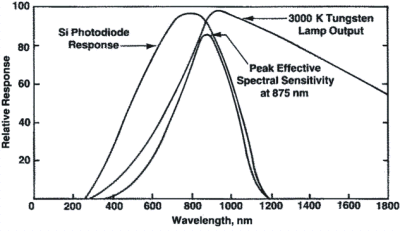 100
80
60
40
20
0
Relative Response
Si Photodiode
Response
3000 K Tungsten
Lamp Output
Peak Effective
Spectral Sensitivity
at 875 nm
0 200 400 600 800 1000 1200 1400 1600 1800
Wavelength, nm